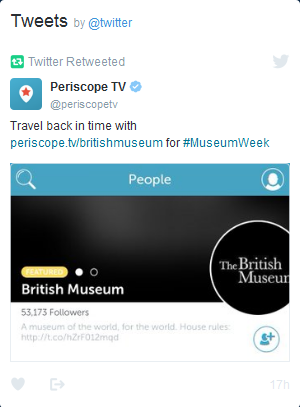 Tweets by @twitter
Twitter Retweeted
Periscope TV
@periscopetv
Travel back in time with
periscope.tv/britishmuseum for #MuseumWeek
People
FEATURED
The British
Museum
British Museum
53,173 Followers
A museum of the world, for the world. House rules:
http://t.co/hZrF012mqd
17h